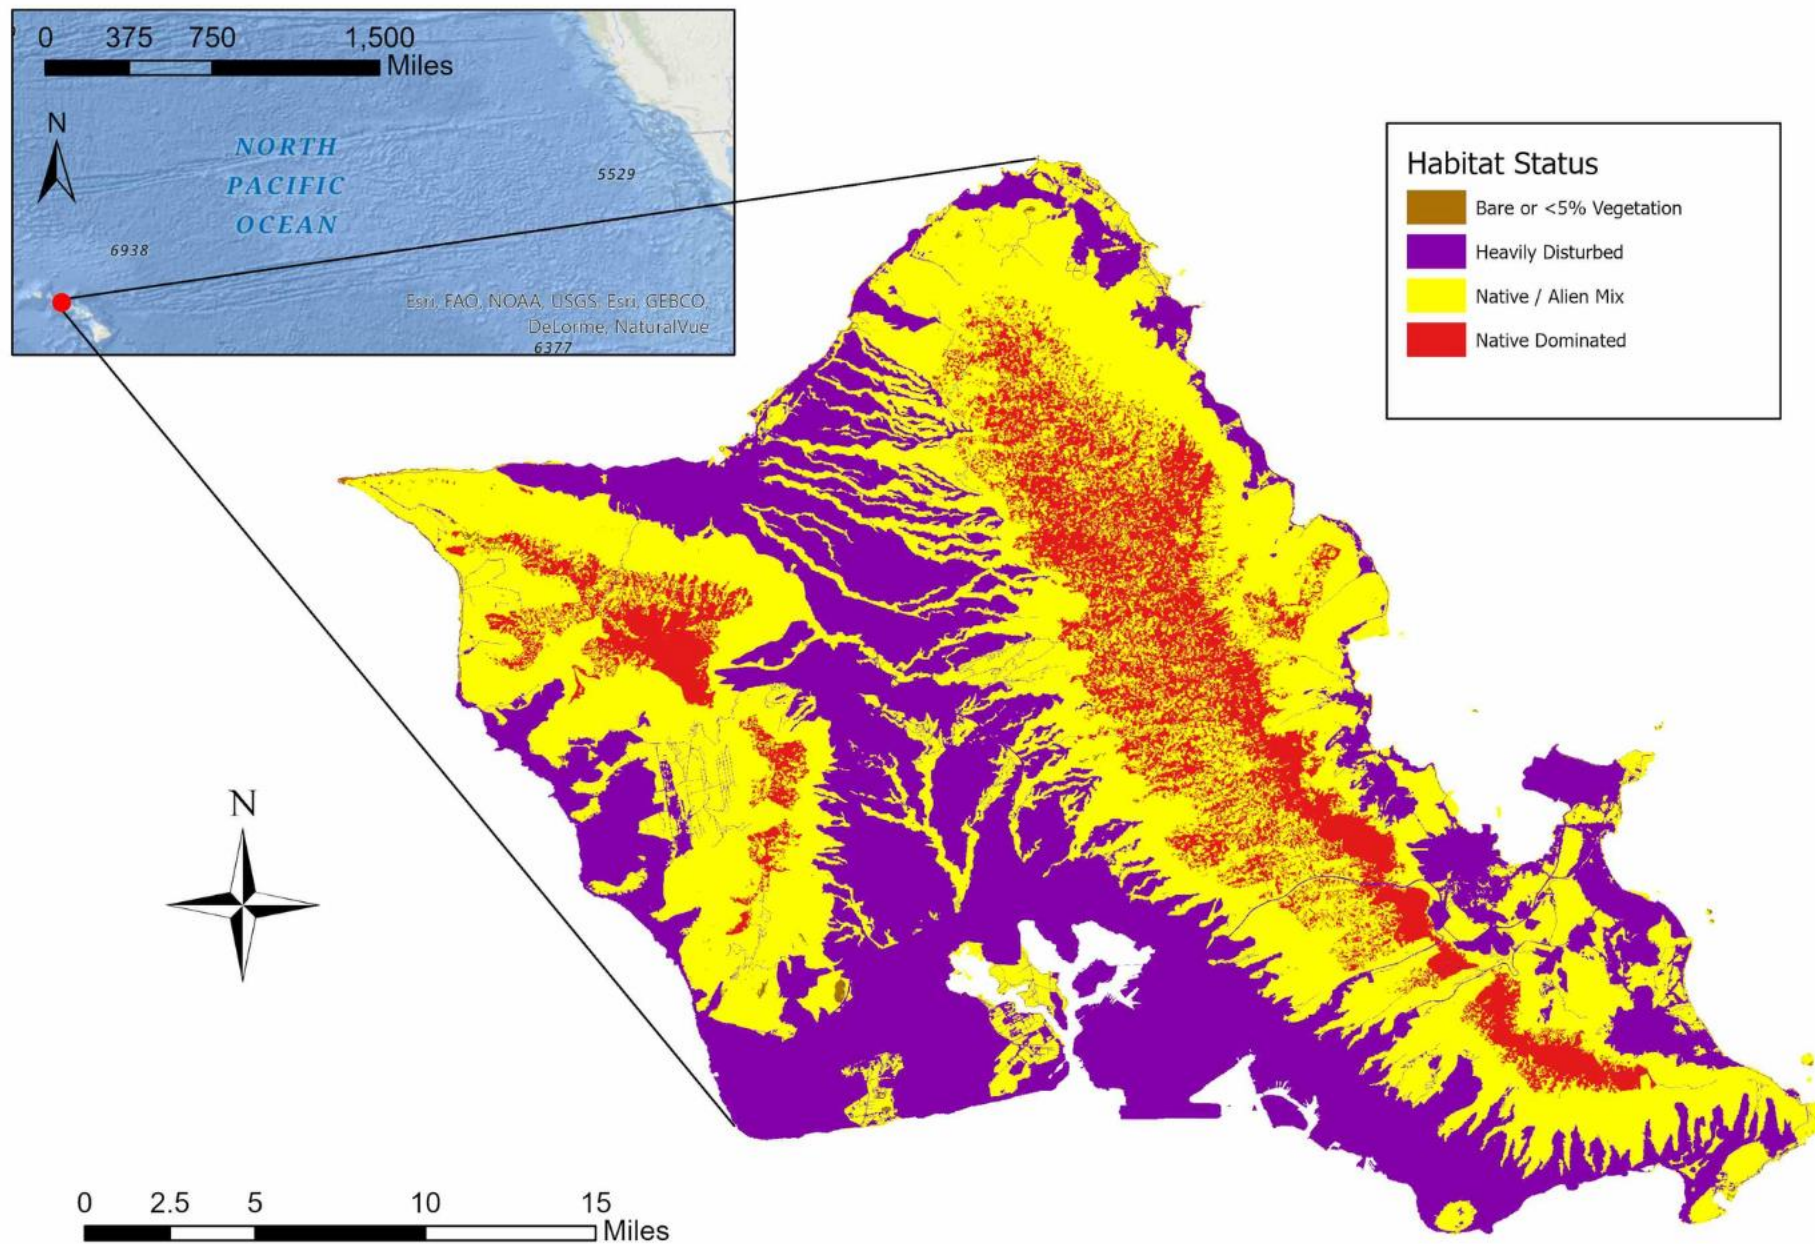 0 375 750 1,500
Miles
N
NORTH
PACIFIC
OCEAN
5529
6938
Esri, FAO, NOAA, USGS, Esri, GEBCO,
DeLorme, NaturalVue
6377
Habitat Status
Bare or <5% Vegetation
Heavily Disturbed
Native / Alien Mix
Native Dominated
N
0 2.5 5 10 15
Miles